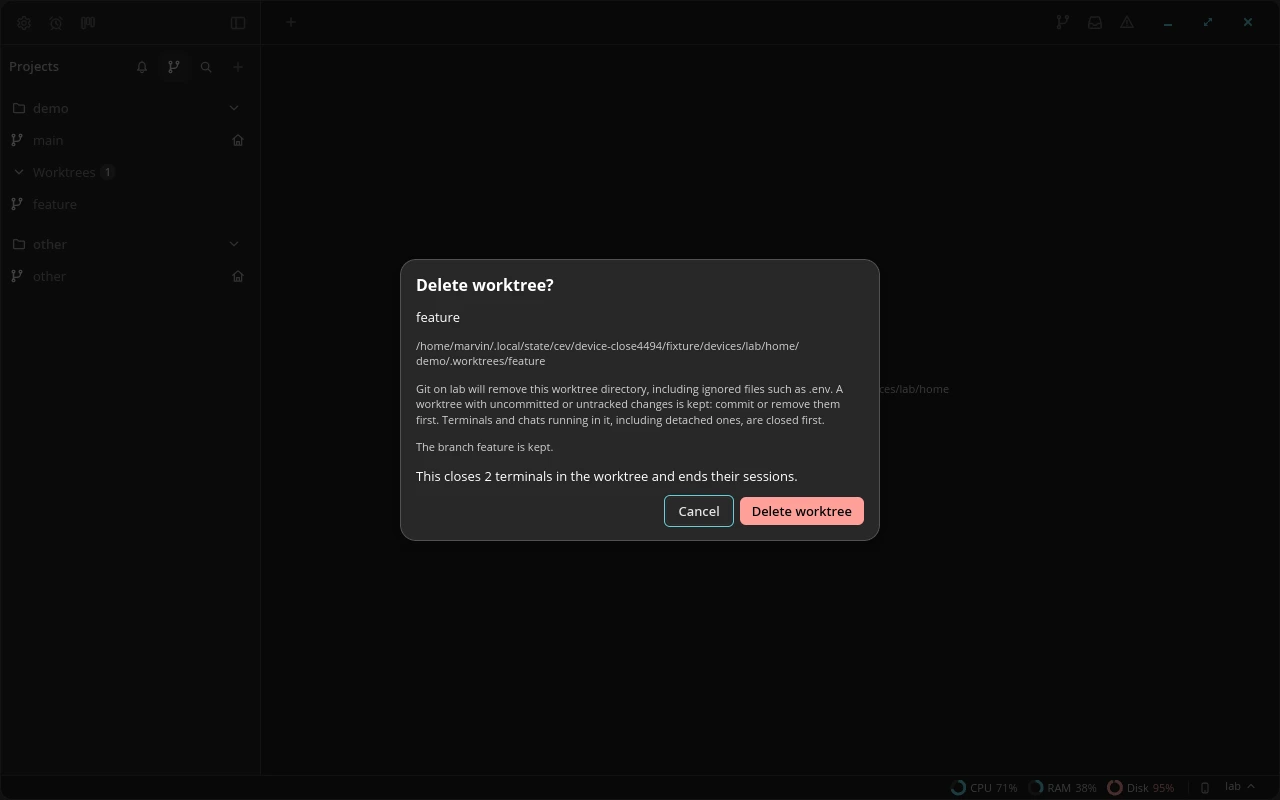 Projects
demo
main
Worktrees 1
feature
other
other
Delete worktree?
feature
/home/marvin/.local/state/cev/device-close4494/fixture/devices/lab/home/
demo/.worktrees/feature
Git on lab will remove this worktree directory, including ignored files such as .env. A
worktree with uncommitted or untracked changes is kept: commit or remove them
first. Terminals and chats running in it, including detached ones, are closed first.
The branch feature is kept.
This closes 2 terminals in the worktree and ends their sessions.
Cancel
Delete worktree
ces/lab/home
CPU 71%
RAM 38%
Disk 95%
lab